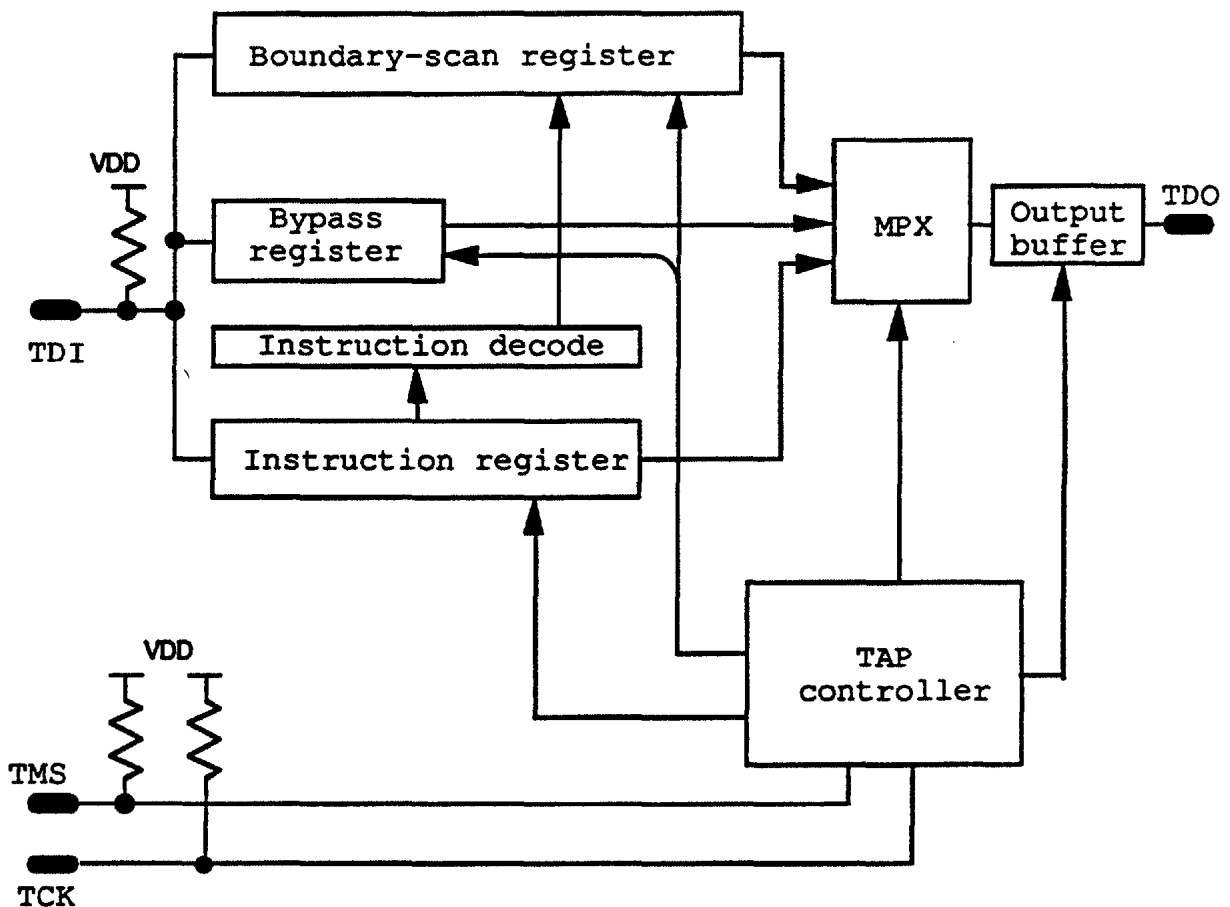 Boundary-scan register
VDD
Bypass
register
MPX
Output
buffer
TDO
TDI
Instruction decode
Instruction register
VDD
TAP
controller
TMS
TCK